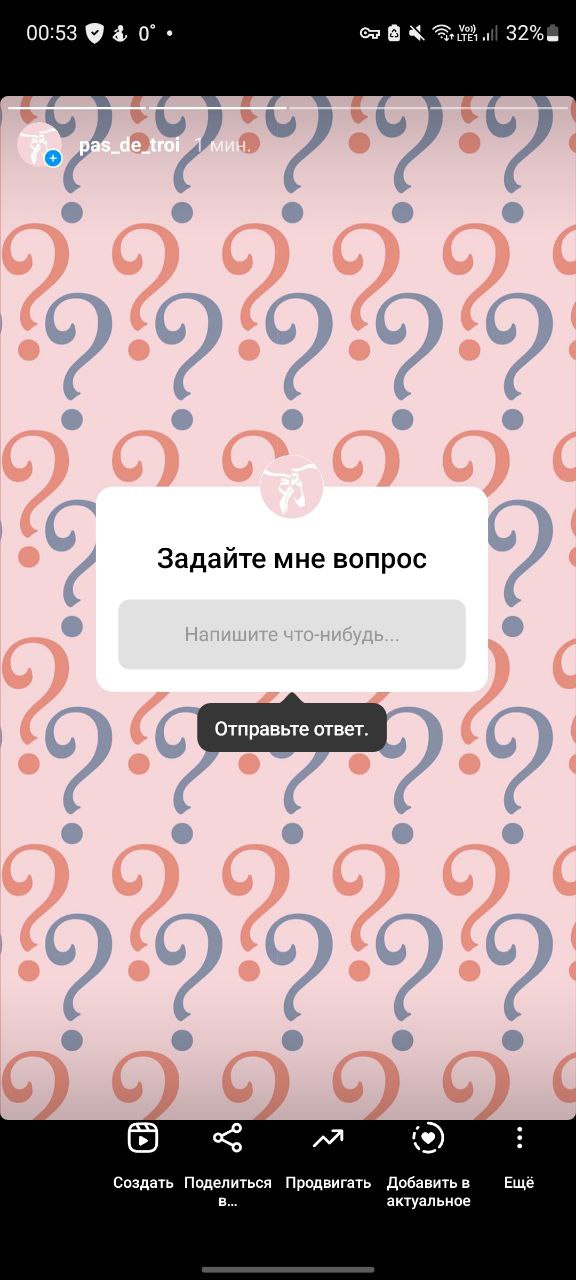 00:53 0° Vo)) LTE1 32%
pas_de_troi 1 мин.
Задайте мне вопрос
Напишите что-нибудь...
Отправьте ответ.
Создать Поделиться в... Продвигать Добавить в актуальное Ещё